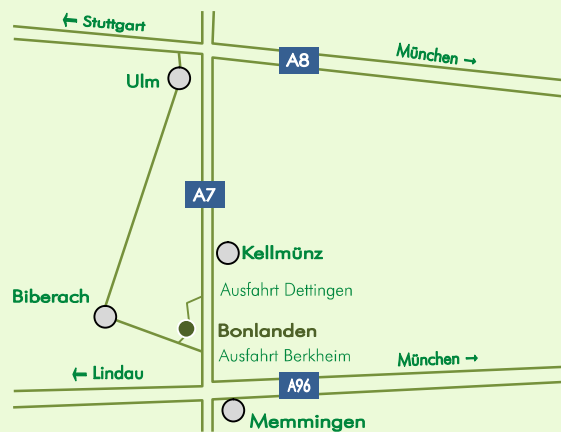 ← Stuttgart
A8
München →
Ulm
A7
Kellmünz
Ausfahrt Dettingen
Biberach
Bonlanden
Ausfahrt Berkheim
← Lindau
München →
A96
Memmingen